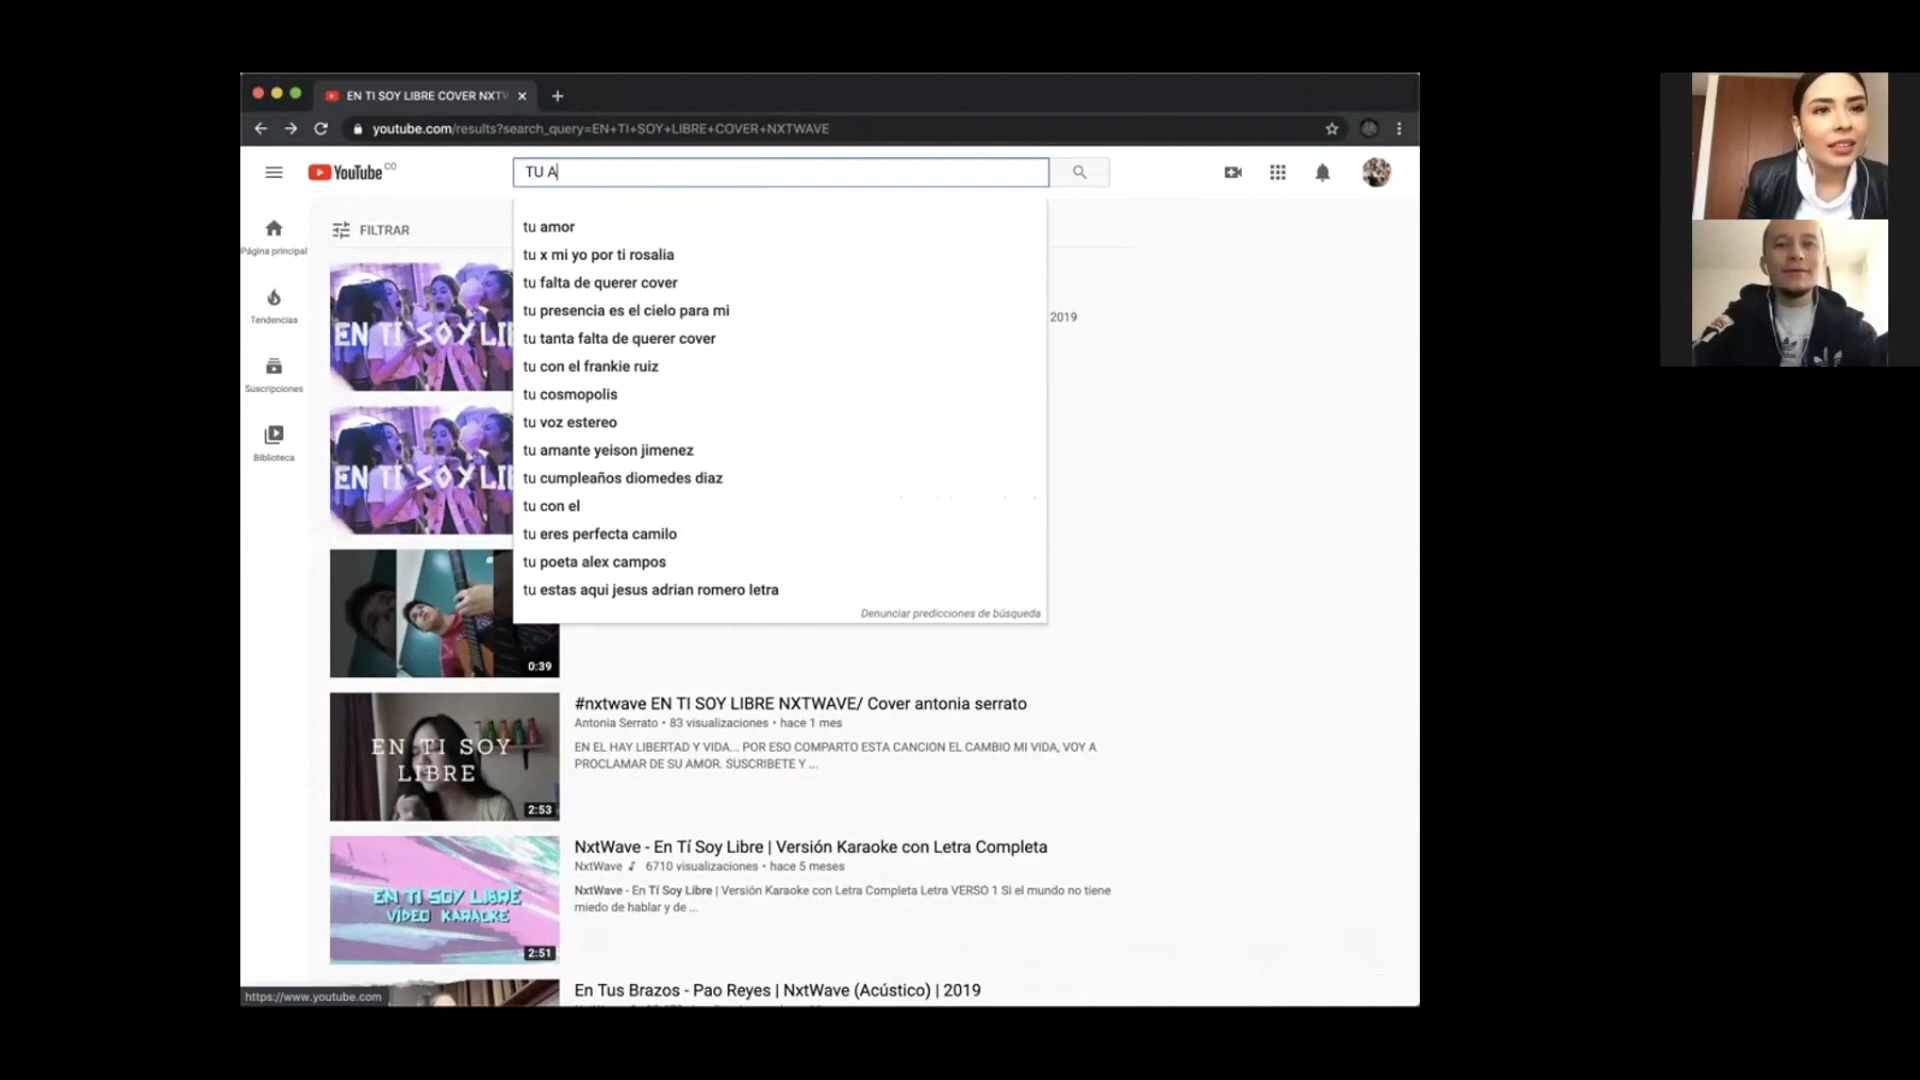 EN TI SOY LIBRE COVER NXTW
youtube.com/results?search_query=EN+TI+SOY+LIBRE+COVER+NXTWAVE
YouTube CO
TU A
FILTRAR
Página principal
Tendencias
Suscripciones
Biblioteca
tu amor
tu x mi yo por ti rosalia
tu falta de querer cover
tu presencia es el cielo para mi
tu tanta falta de querer cover
tu con el frankie ruiz
tu cosmopolis
tu voz estereo
tu amante yeison jimenez
tu cumpleaños diomedes diaz
tu con el
tu eres perfecta camilo
tu poeta alex campos
tu estas aqui jesus adrian romero letra
Denunciar predicciones de búsqueda
2019
EN TI SOY LI
EN TI SOY LI
0:39
EN TI SOY
LIBRE
2:53
#nxtwave EN TI SOY LIBRE NXTWAVE/ Cover antonia serrato
Antonia Serrato • 83 visualizaciones • hace 1 mes
EN EL HAY LIBERTAD Y VIDA... POR ESO COMPARTO ESTA CANCION EL CAMBIO MI VIDA, VOY A
PROCLAMAR DE SU AMOR. SUSCRIBETE Y ...
EN TI SOY LIBRE
VÍDEO KARAOKE
2:51
NxtWave - En Tí Soy Libre | Versión Karaoke con Letra Completa
NxtWave ♪ 6710 visualizaciones • hace 5 meses
NxtWave - En Tí Soy Libre | Versión Karaoke con Letra Completa Letra VERSO 1 Si el mundo no tiene
miedo de hablar y de ...
En Tus Brazos - Pao Reyes | NxtWave (Acústico) | 2019
https://www.youtube.com